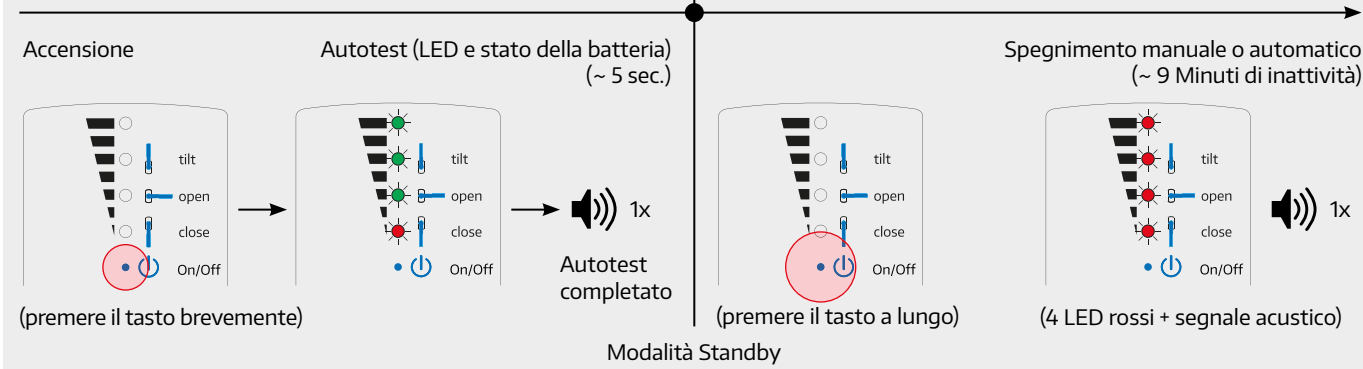 Accensione
Autotest (LED e stato della batteria)
(~ 5 sec.)
Spegnimento manuale o automatico
(~ 9 Minuti di inattività)
tilt
open
close
On/Off
tilt
open
close
On/Off
1x
Autotest
completato
tilt
open
close
On/Off
tilt
open
close
On/Off
1x
(premere il tasto brevemente)
(premere il tasto a lungo)
(4 LED rossi + segnale acustico)
Modalità Standby